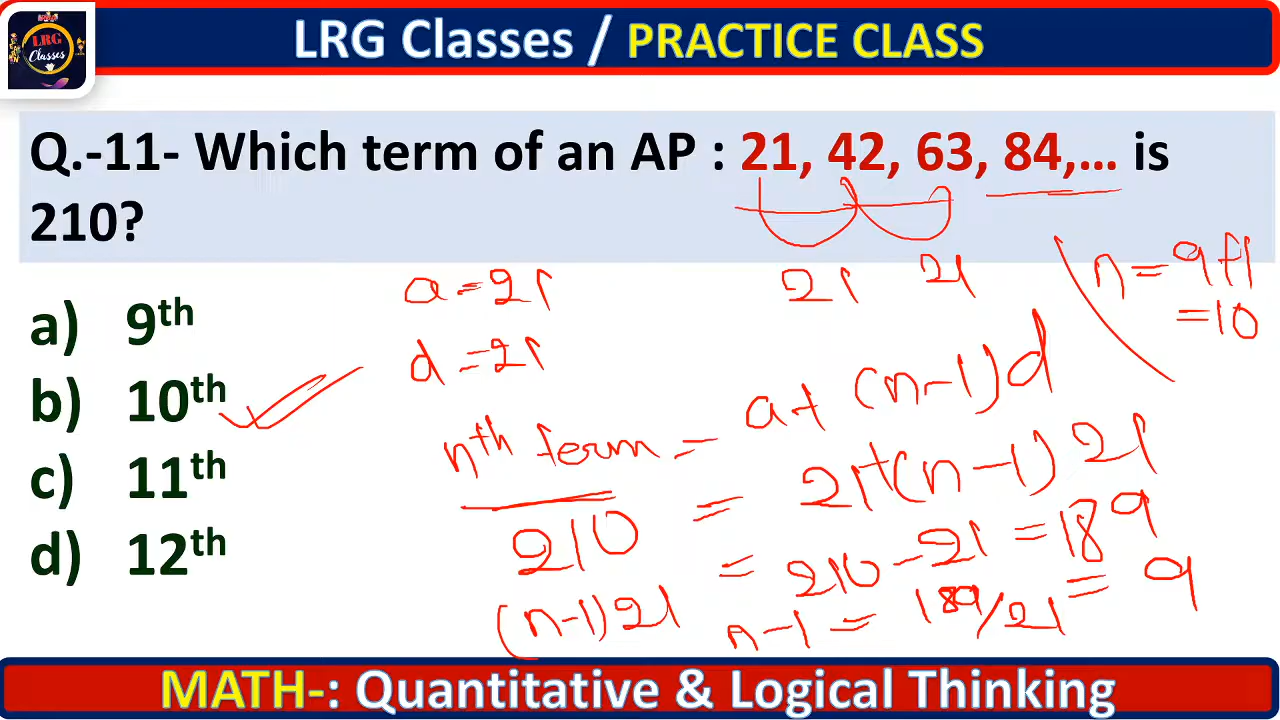 LRG Classes / PRACTICE CLASS
LRG
Classes
Q.-11- Which term of an AP : 21, 42, 63, 84,... is
210?
21 21
n = 9+1
= 10
a = 21
d = 21
a) 9th
b) 10th
c) 11th
d) 12th
nth term = a + (n-1)d
210 = 21+(n-1)21
(n-1)21 = 210 - 21 = 189
n-1 = 189/21 = 9
MATH-: Quantitative & Logical Thinking